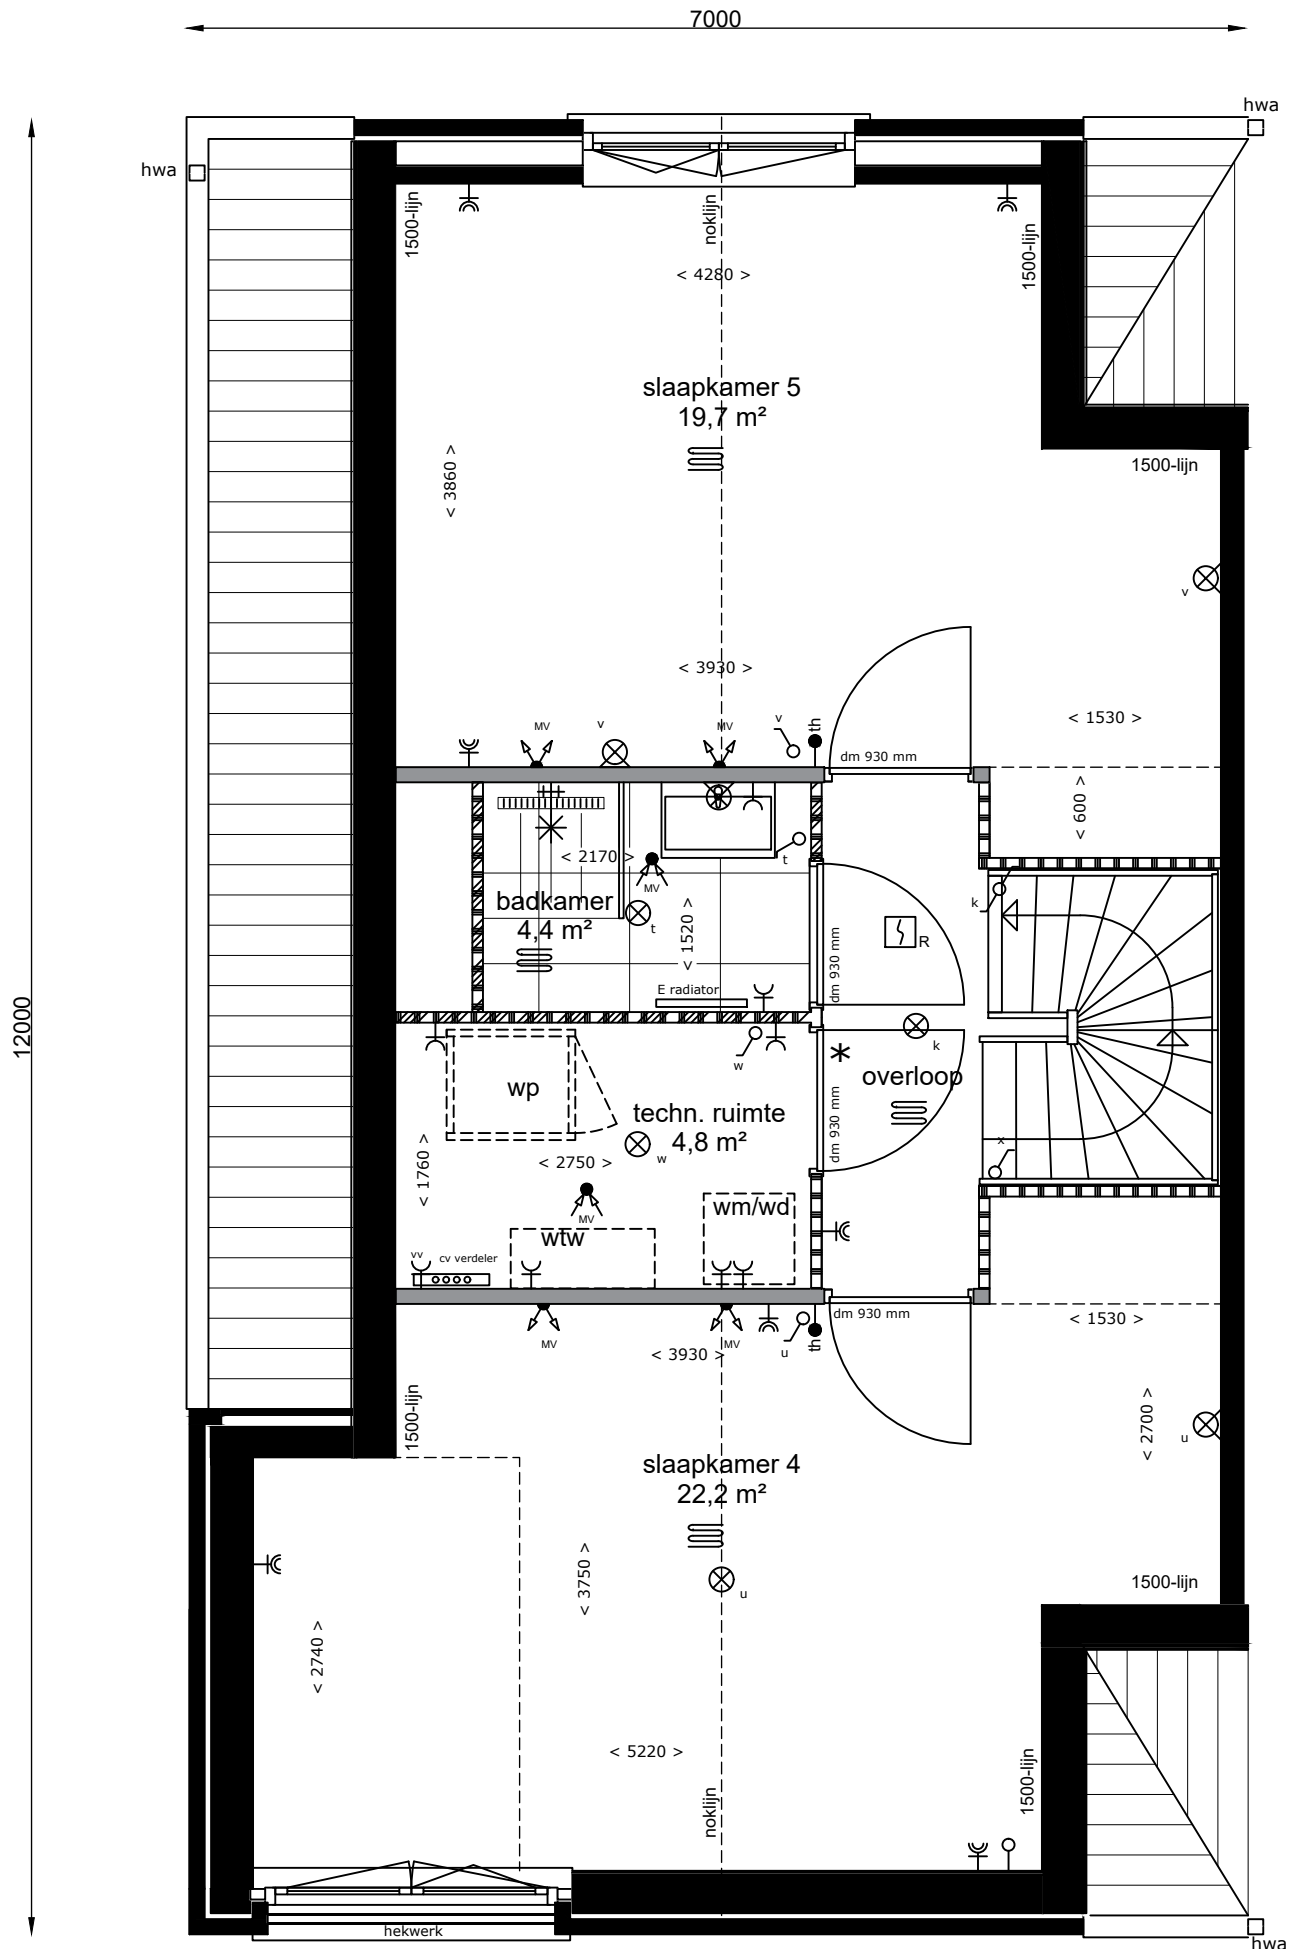 7000
hwa
hwa
1500-lijn
noklijn
1500-lijn
< 4280 >
slaapkamer 5
19,7 m²
< 3860 >
1500-lijn
v
< 3930 >
< 1530 >
MV
v
MV
v
th
dm 930 mm
< 600 >
< 2170 >
t
MV
badkamer
4,4 m²
t
< 1520 >
k
R
dm 930 mm
E radiator
12000
w
k
*
overloop
wp
techn. ruimte
4,8 m²
w
dm 930 mm
x
< 1760 >
< 2750 >
MV
wm/wd
wtw
vv
cv verdeler
MV
MV
u
th
dm 930 mm
< 1530 >
< 3930 >
1500-lijn
< 2700 >
u
slaapkamer 4
22,2 m²
< 3750 >
u
1500-lijn
< 2740 >
< 5220 >
noklijn
1500-lijn
hekwerk
hwa